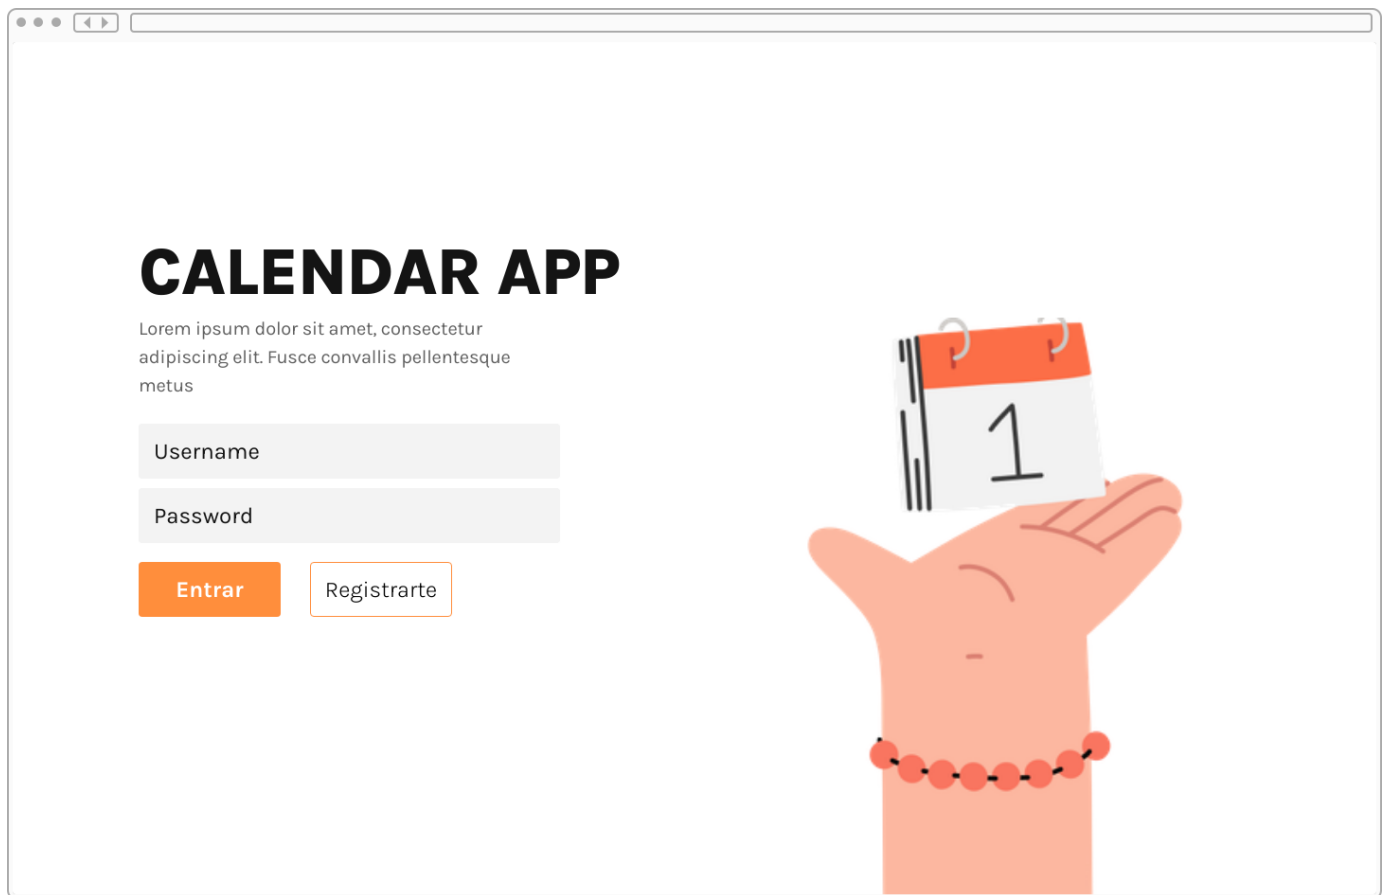 CALENDAR APP
Lorem ipsum dolor sit amet, consectetur
adipiscing elit. Fusce convallis pellentesque
metus
Username
Password
Entrar
Registrarte
1